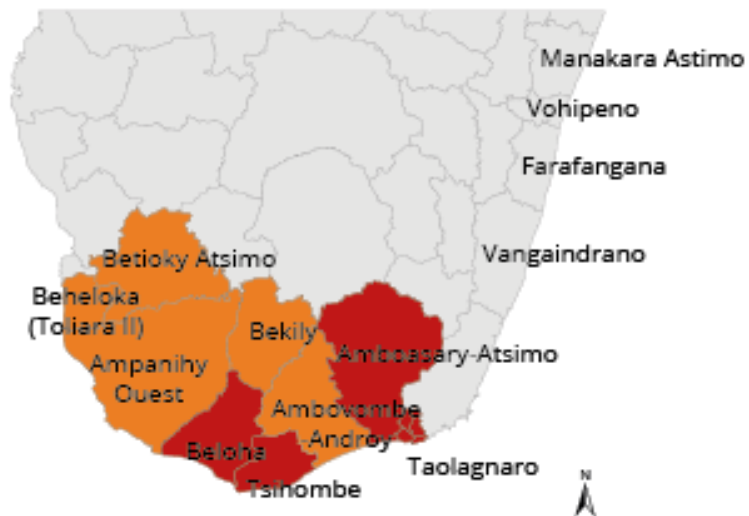 Manakara Astimo
Vohipeno
Farafangana
Vangaindrano
Betioky Atsimo
Beheloka
(Toliara II)
Bekily
Amboasary-Atsimo
Ampanihy
Ouest
Ambovombe
-Androy
Beloha
Taolagnaro
Tsihombe
N